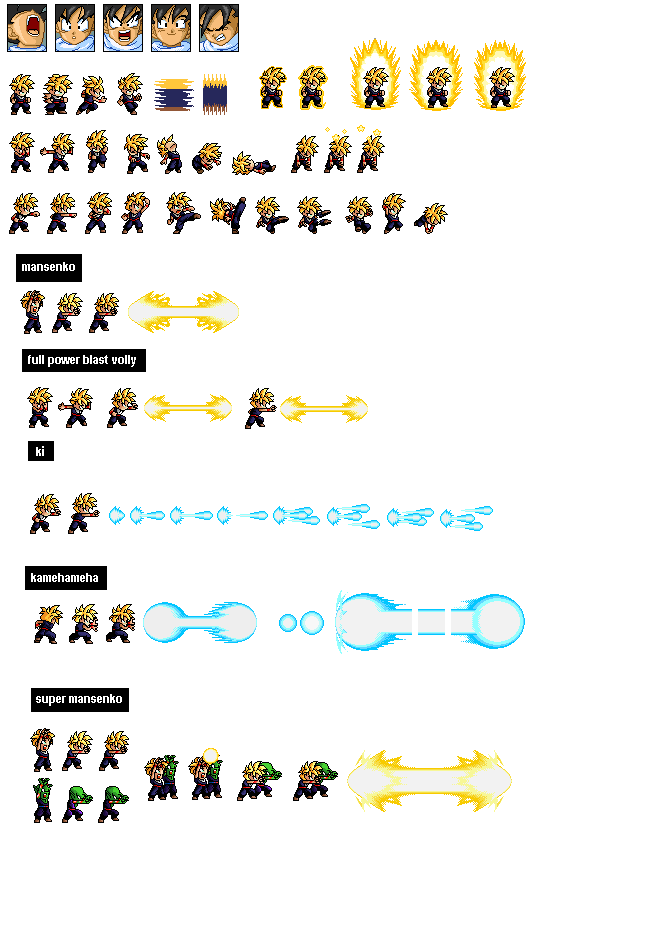 mansenko
full power blast volly
ki
kamehameha
super mansenko